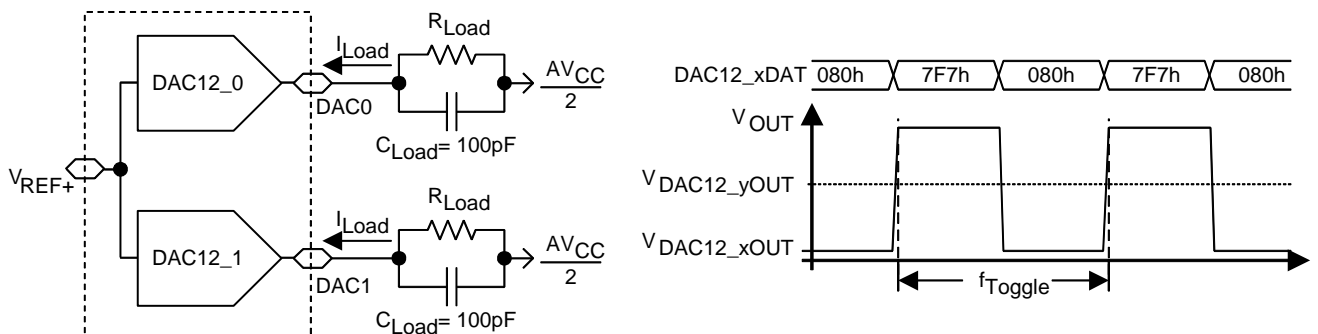 DAC12_0
DAC0
ILoad
RLoad
AVCC
2
CLoad= 100pF
VREF+
DAC12_1
DAC1
ILoad
RLoad
AVCC
2
CLoad= 100pF
DAC12_xDAT 080h 7F7h 080h 7F7h 080h
VOUT
VDAC12_yOUT
VDAC12_xOUT
fToggle